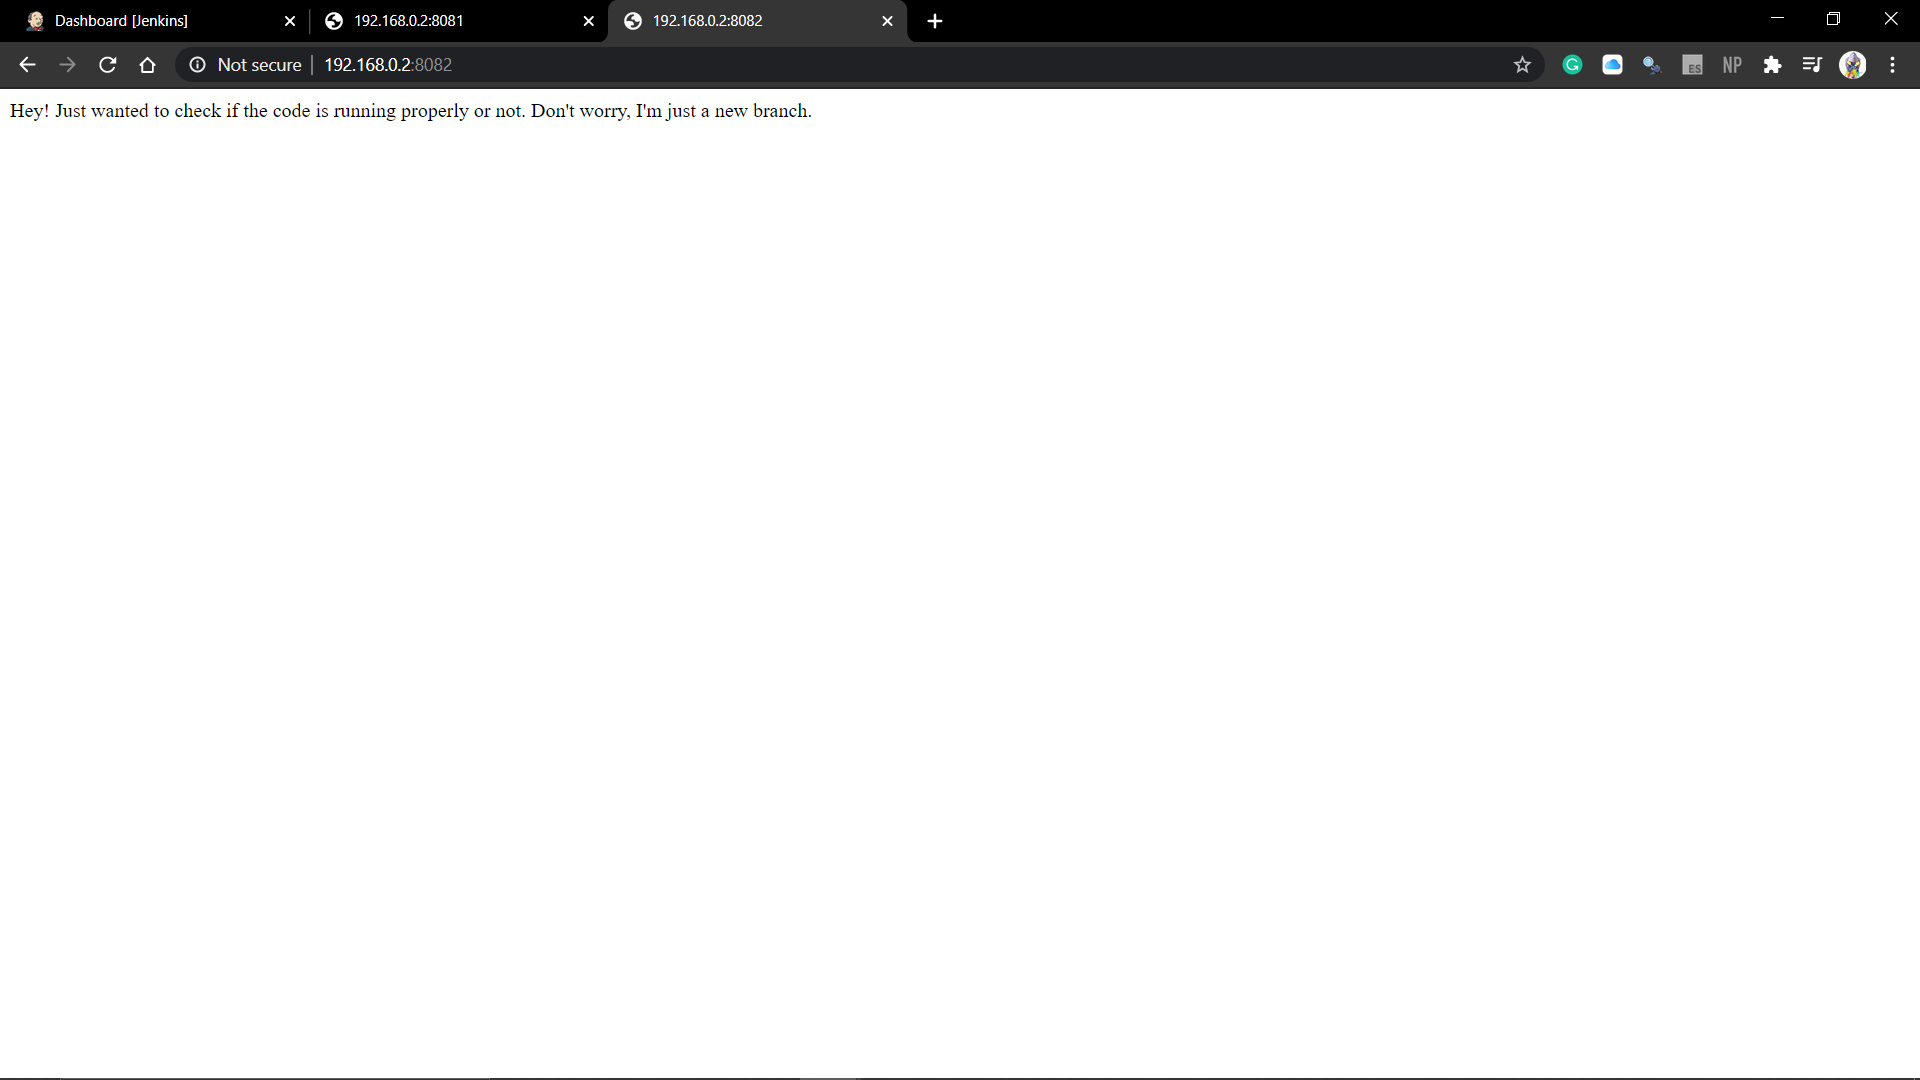 Dashboard [Jenkins]
192.168.0.2:8081
192.168.0.2:8082
Not secure
192.168.0.2:8082
ES
NP
Hey! Just wanted to check if the code is running properly or not. Don't worry, I'm just a new branch.